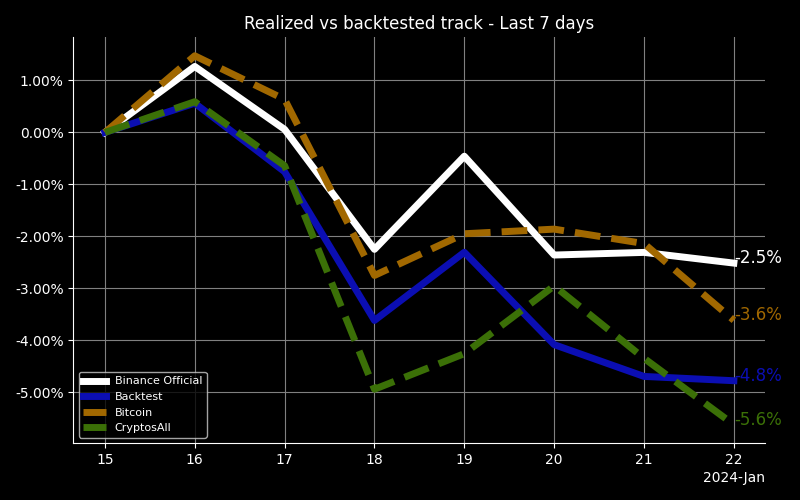 Realized vs backtested track - Last 7 days
1.00%
0.00%
-1.00%
-2.00%
-3.00%
-4.00%
-5.00%
-2.5%
-3.6%
-4.8%
-5.6%
Binance Official
Backtest
Bitcoin
CryptosAll
15 16 17 18 19 20 21 22
2024-Jan